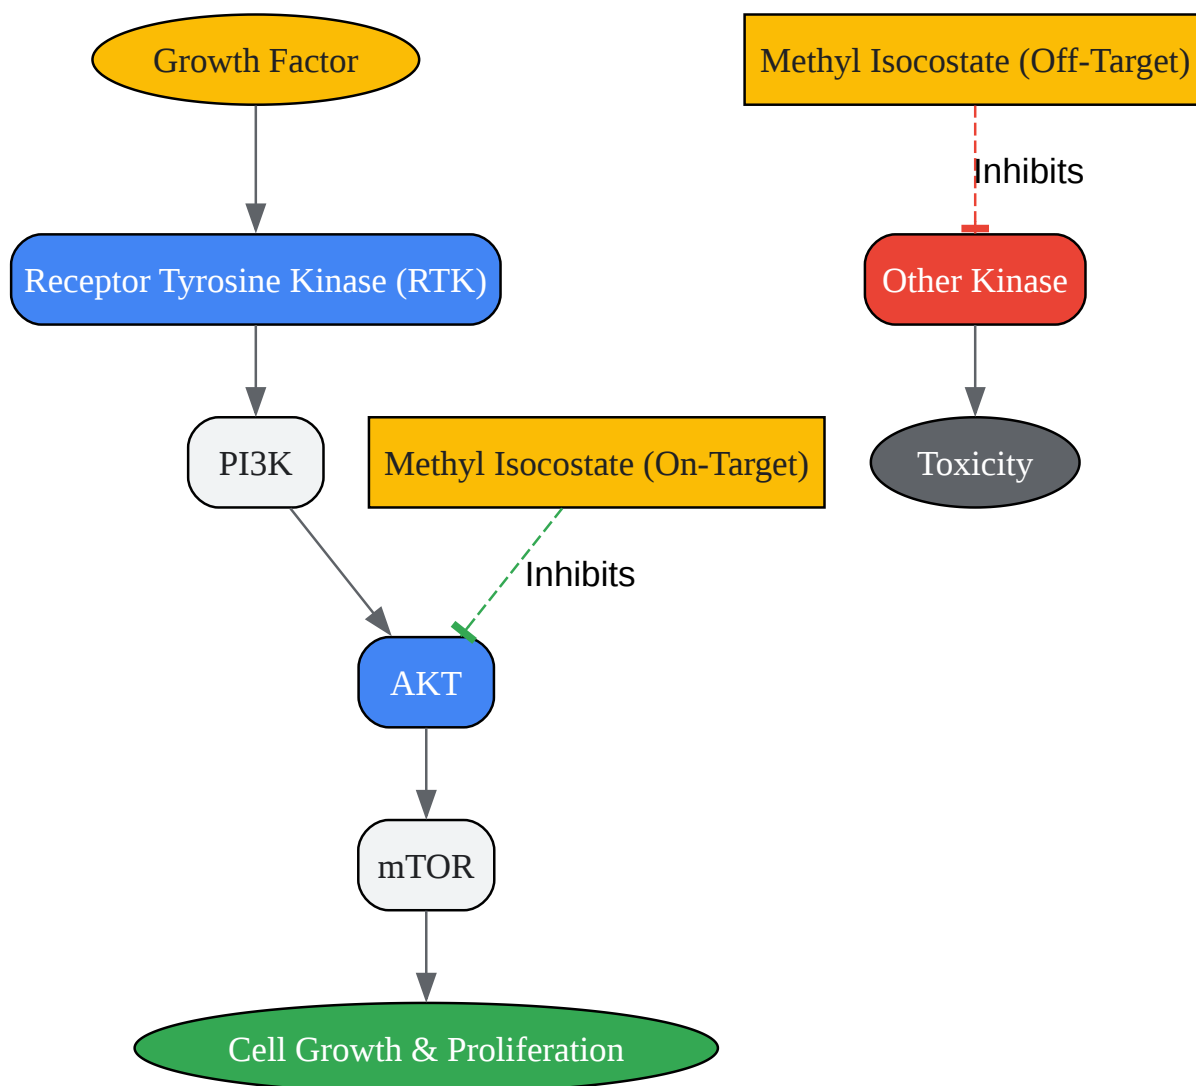 Growth Factor
Methyl Isocostate (Off-Target)
Inhibits
Receptor Tyrosine Kinase (RTK)
Other Kinase
PI3K
Methyl Isocostate (On-Target)
Toxicity
Inhibits
AKT
mTOR
Cell Growth & Proliferation